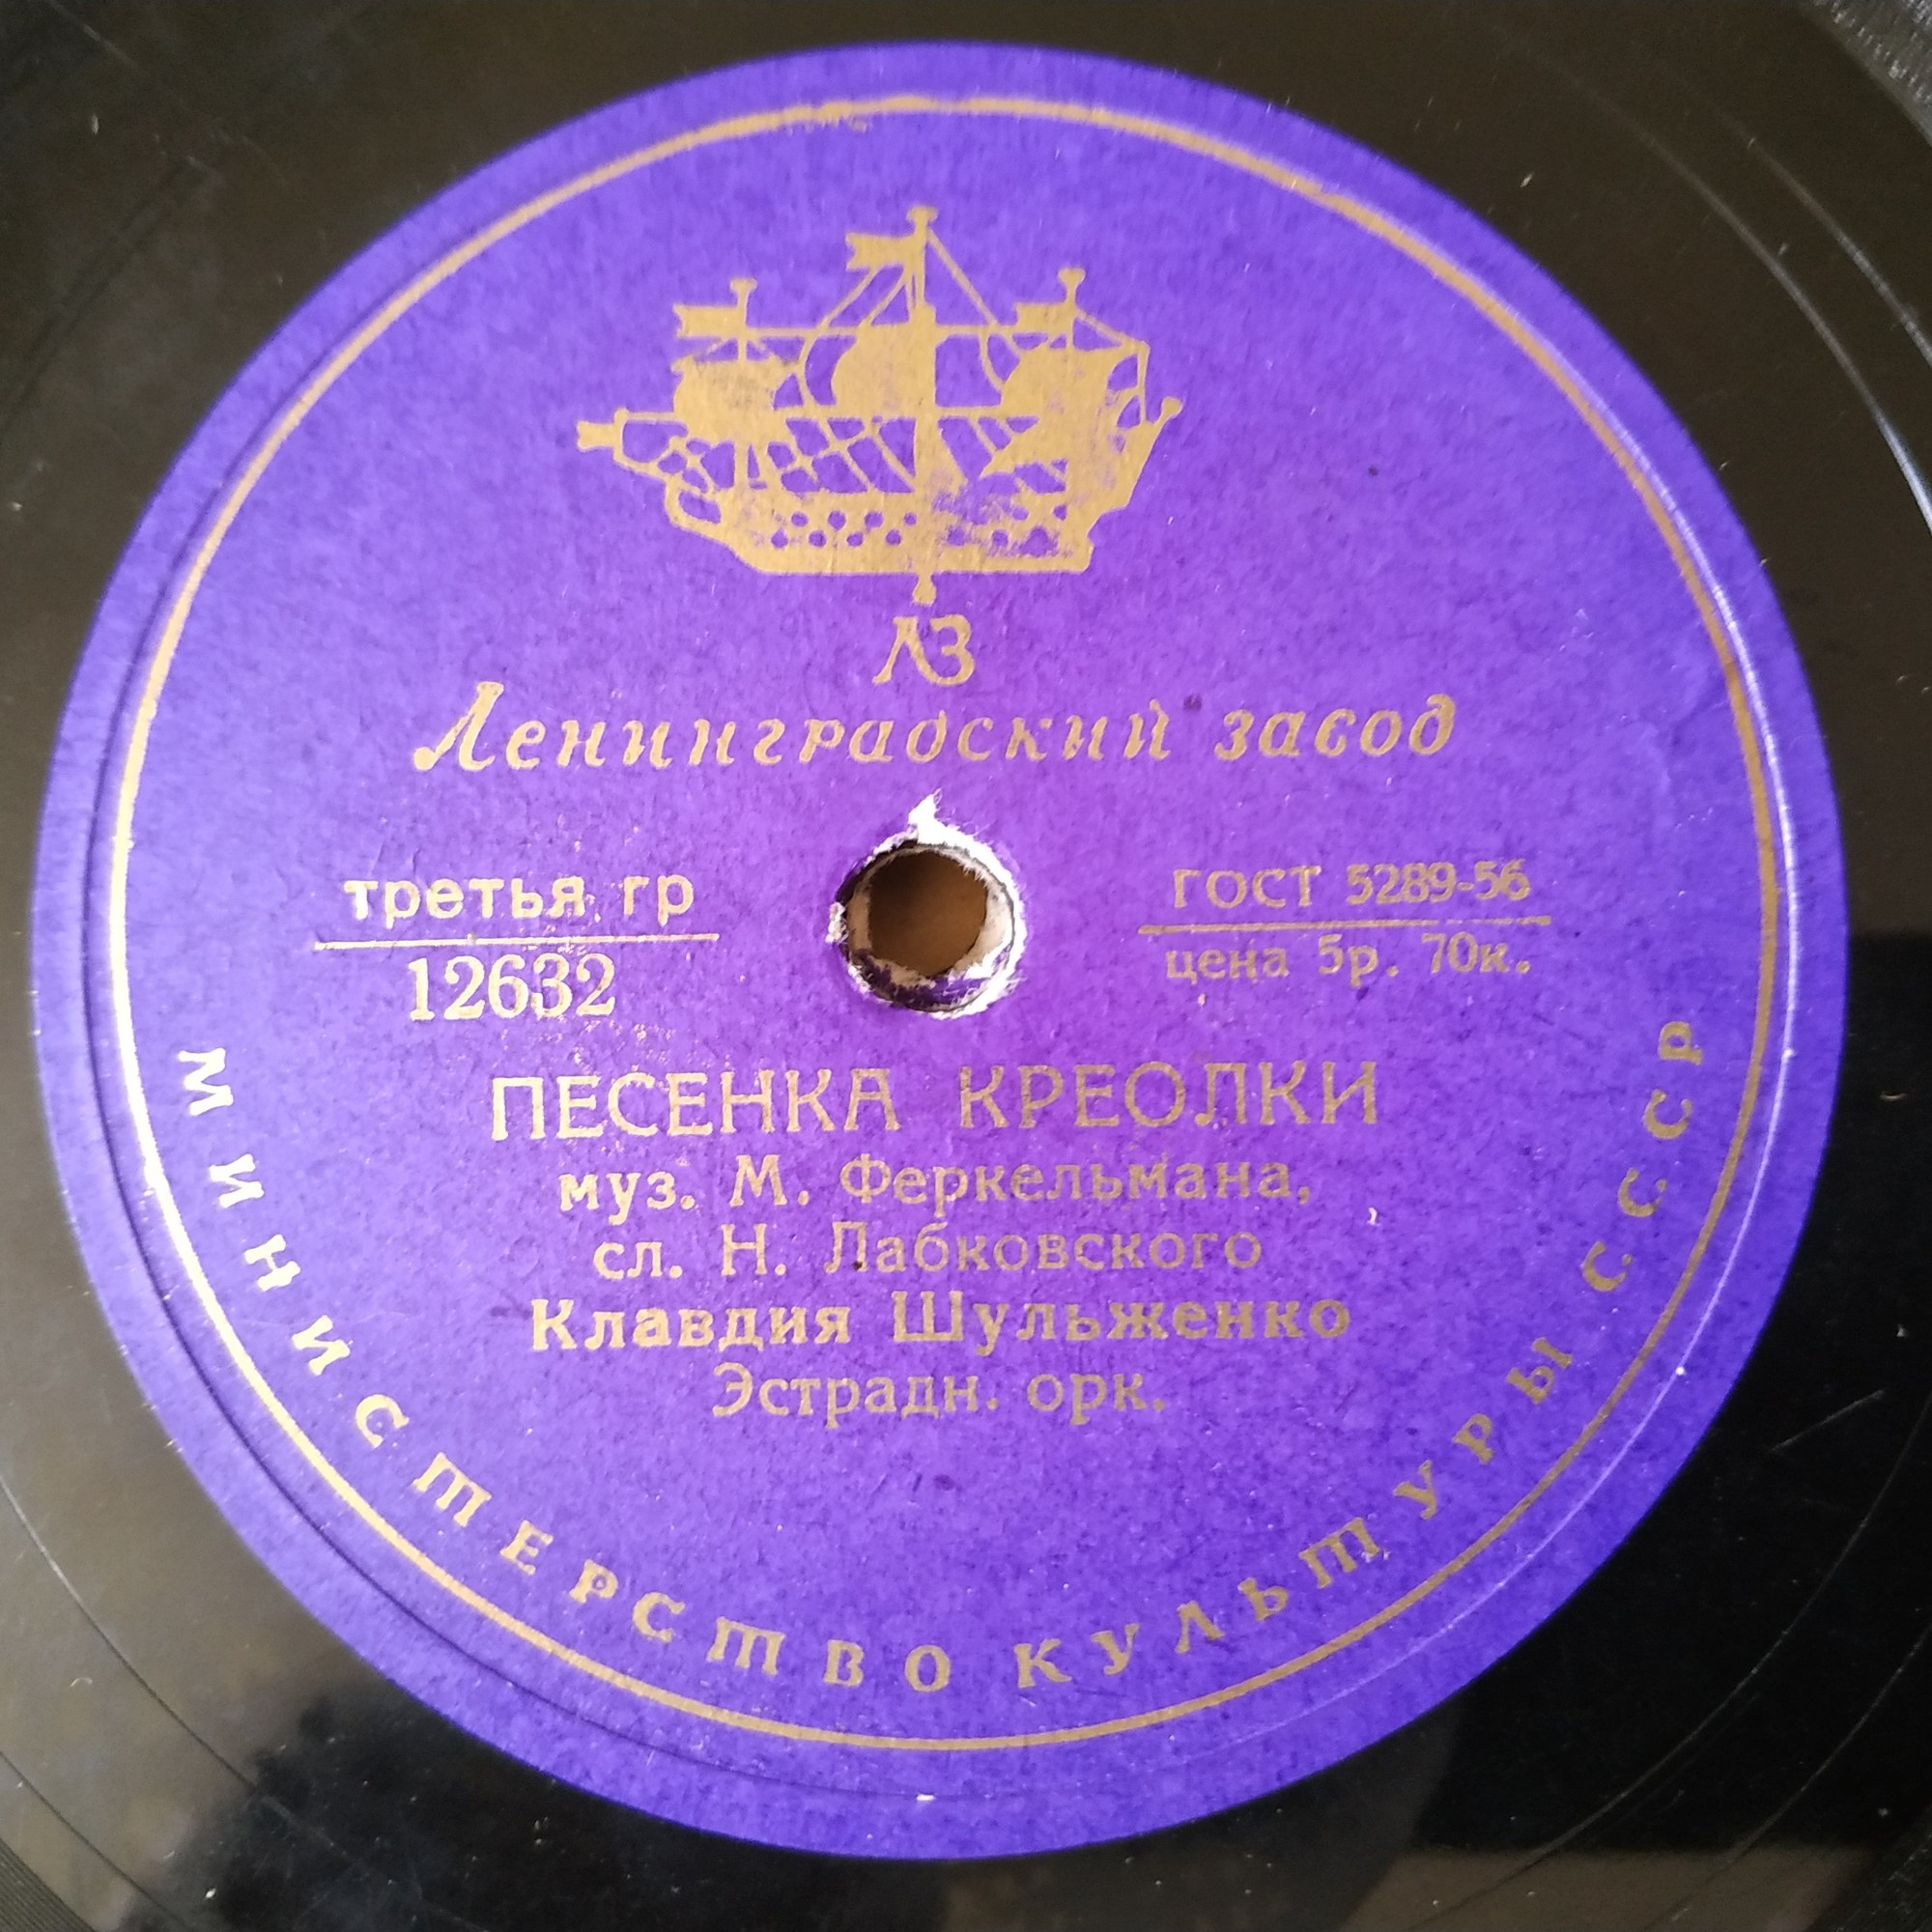 ЛЗ
Ленинградский завод
третья гр
12632
ГОСТ 5289-56
цена 5р. 70к.
ПЕСЕНКА КРЕОЛКИ
муз. М. Феркельмана,
сл. Н. Лабковского
Клавдия Шульженко
Эстрадн. орк.
МИНИСТЕРСТВО КУЛЬТУРЫ СССР